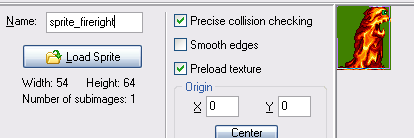 Name: sprite_fireright
Load Sprite
Width: 54 Height: 64
Number of subimages: 1
Precise collision checking
Smooth edges
Preload texture
Origin
X 0 Y 0
Center